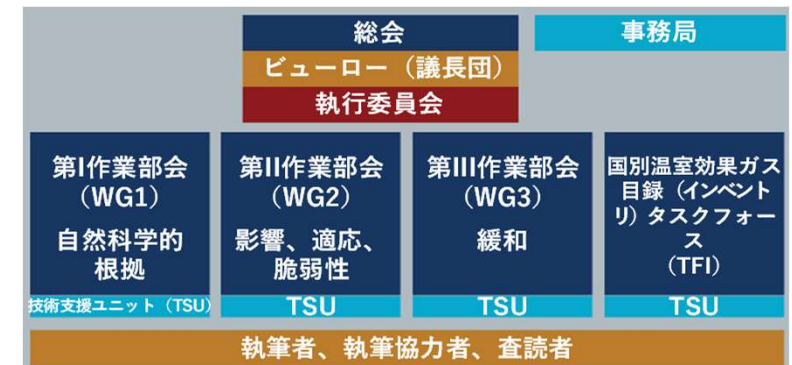 総会
事務局
ビューロー（議長団）
執行委員会
第I作業部会
（WG1）
自然科学的
根拠
技術支援ユニット（TSU）
第II作業部会
（WG2）
影響、適応、
脆弱性
TSU
第III作業部会
（WG3）
緩和
TSU
国別温室効果ガス
目録（インベント
リ）タスクフォー
ス
（TFI）
TSU
執筆者、執筆協力者、査読者